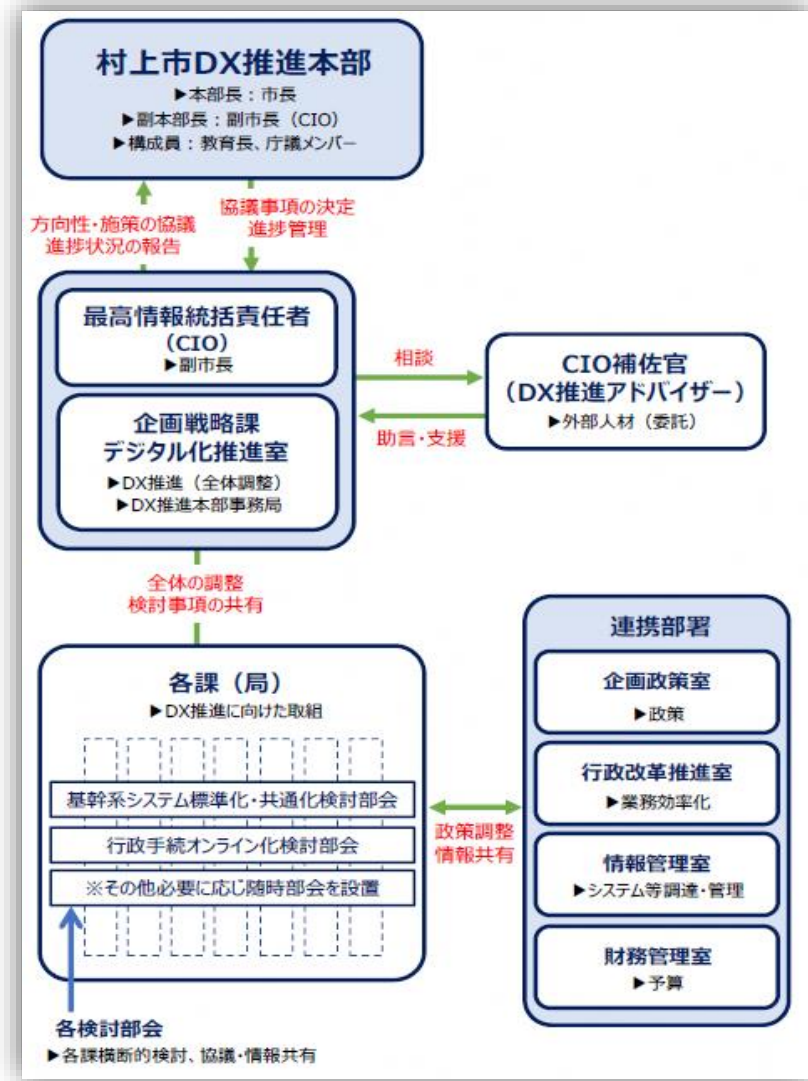 村上市DX推進本部
▶本部長：市長
▶副本部長：副市長（CIO）
▶構成員：教育長、庁議メンバー
方向性・施策の協議
進捗状況の報告
協議事項の決定
進捗管理
最高情報統括責任者
（CIO）
▶副市長
企画戦略課
デジタル化推進室
▶DX推進（全体調整）
▶DX推進本部事務局
相談
助言・支援
CIO補佐官
（DX推進アドバイザー）
▶外部人材（委託）
全体の調整
検討事項の共有
各課（局）
▶DX推進に向けた取組
基幹系システム標準化・共通化検討部会
行政手続オンライン化検討部会
※その他必要に応じ随時部会を設置
各検討部会
▶各課横断的検討、協議・情報共有
政策調整
情報共有
連携部署
企画政策室
▶政策
行政改革推進室
▶業務効率化
情報管理室
▶システム等調達・管理
財務管理室
▶予算